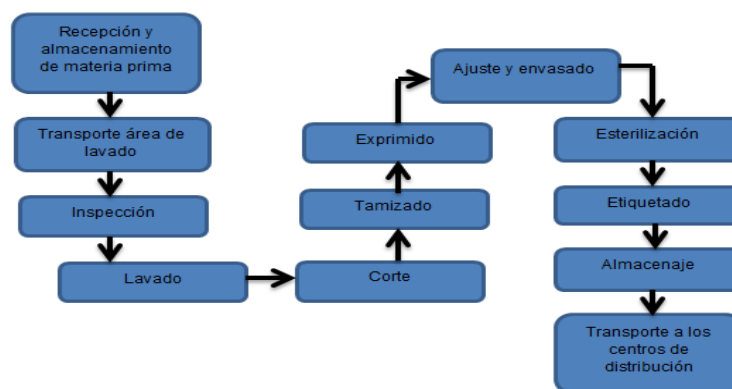 Recepción y
almacenamiento
de materia prima
Transporte área de
lavado
Inspección
Lavado
Corte
Tamizado
Exprimido
Ajuste y envasado
Esterilización
Etiquetado
Almacenaje
Transporte a los
centros de
distribución